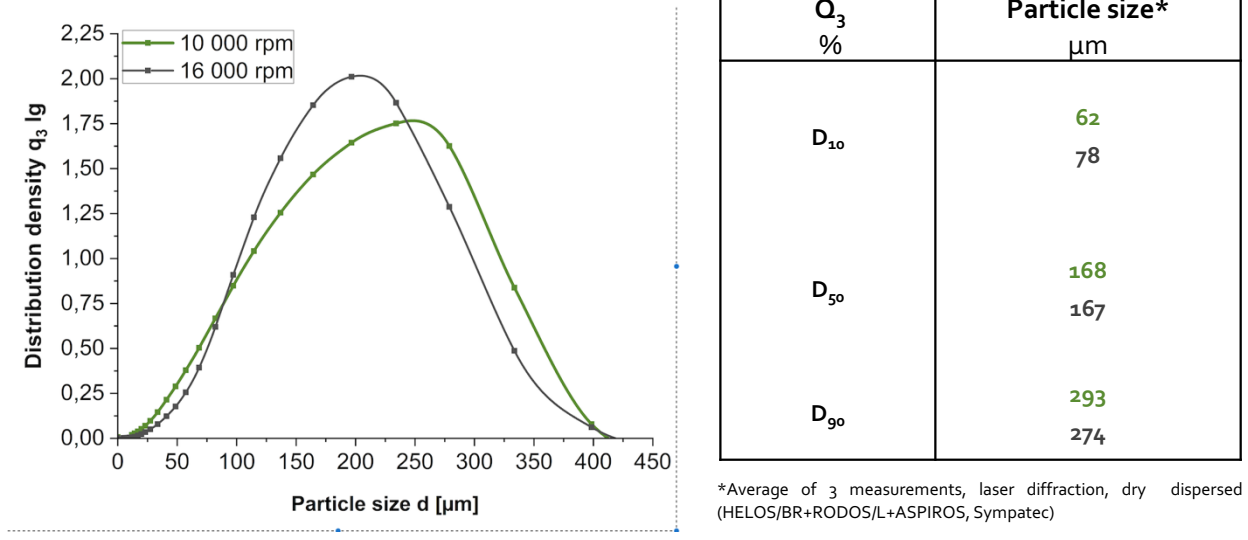 10 000 rpm
16 000 rpm
Distribution density q₃ lg
2,25
2,00
1,75
1,50
1,25
1,00
0,75
0,50
0,25
0,00
0 50 100 150 200 250 300 350 400 450
Particle size d [µm]
Q₃ Particle size*
% µm
D₁₀
62
78
D₅₀
168
167
D₉₀
293
274
*Average of 3 measurements, laser diffraction, dry dispersed
(HELOS/BR+RODOS/L+ASPIROS, Sympatec)